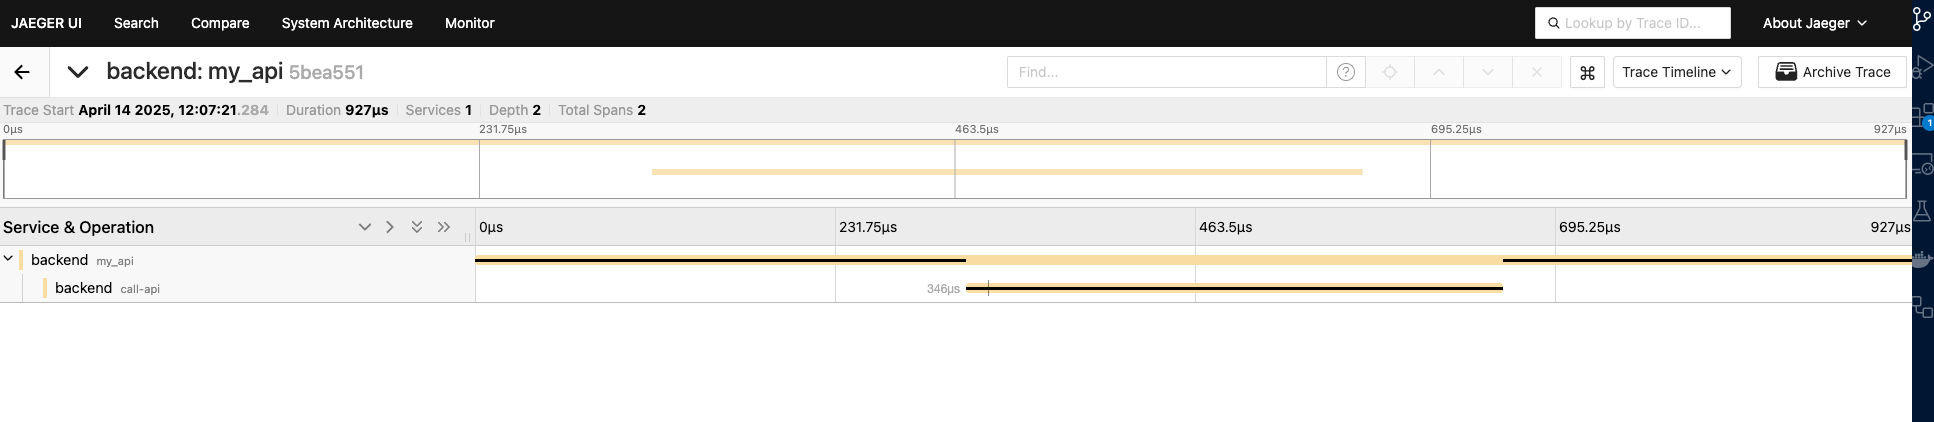 JAEGER UI Search Compare System Architecture Monitor Lookup by Trace ID... About Jaeger
backend: my_api 5bea551 Find... ? ⌘ Trace Timeline Archive Trace
Trace Start April 14 2025, 12:07:21.284 Duration 927μs Services 1 Depth 2 Total Spans 2
0μs 231.75μs 463.5μs 695.25μs 927μs
Service & Operation 0μs 231.75μs 463.5μs 695.25μs 927μs
backend my_api
backend call-api 346μs
1